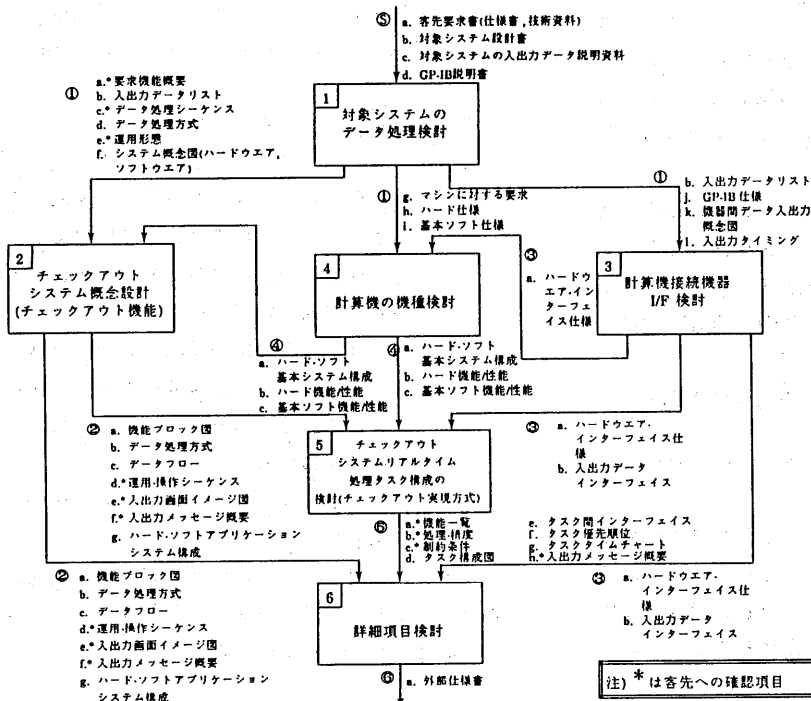 Ⓢ
a. 客先要求書(仕様書,技術資料)
b. 対象システム設計書
c. 対象システムの入出力データ説明資料
d. GP-IB説明書
1
対象システムの
データ処理検討
①
a.*要求機能概要
b. 入出力データリスト
c.*データ処理シーケンス
d. データ処理方式
e.*運用形態
f. システム概念図(ハードウエア,
ソフトウエア)
①
g. マシンに対する要求
h. ハード仕様
i. 基本ソフト仕様
①
b. 入出力データリスト
j. GP-IB仕様
k. 機器間データ入出力
概念図
l. 入出力タイミング
2
チェックアウト
システム概念設計
(チェックアウト機能)
4
計算機の機種検討
③
a. ハードウ
エア・イン
ターフェ
イス仕様
3
計算機接続機器
I/F 検討
④
a. ハード・ソフト
基本システム構成
b. ハード機能/性能
c. 基本ソフト機能/性能
④
a. ハード・ソフト
基本システム構成
b. ハード機能/性能
c. 基本ソフト機能/性能
②
a. 機能ブロック図
b. データ処理方式
c. データフロー
d.*運用・操作シーケンス
e.*入出力画面イメージ図
f.*入出力メッセージ概要
g. ハード・ソフトアプリケーション
システム構成
5
チェックアウト
システム・リアルタイム
処理タスク構成の
検討(チェックアウト実現方式)
③
a. ハードウエア・
インターフェイス仕
様
b. 入出力データ
インターフェイス
⑤
a.*機能一覧
b.*処理・精度
c.*制約条件
d. タスク構成図
e. タスク間インターフェイス
f. タスク優先順位
g. タスクタイムチャート
h.*入出力メッセージ概要
②
a. 機能ブロック図
b. データ処理方式
c. データフロー
d.*運用・操作シーケンス
e.*入出力画面イメージ図
f.*入出力メッセージ概要
g. ハード・ソフトアプリケーション
システム構成
6
詳細項目検討
③
a. ハードウエア・
インターフェイス仕
様
b. 入出力データ
インターフェイス
⑥
a. 外部仕様書
注) * は客先への確認項目